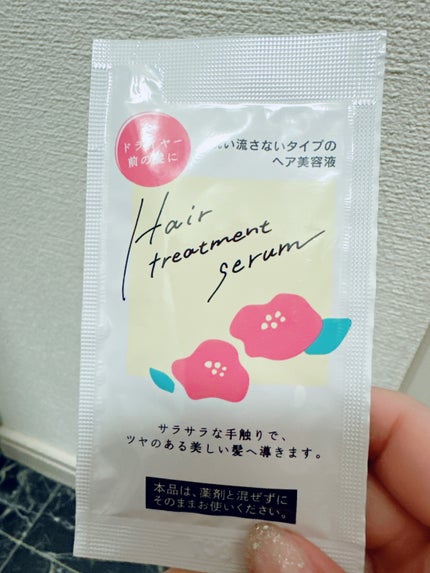 ドライヤー
前の髪に
洗い流さないタイプの
ヘア美容液
Hair
treatment
serum
サラサラな手触りで、
ツヤのある美しい髪へ導きます。
本品は、薬剤と混ぜずに
そのままお使いください。